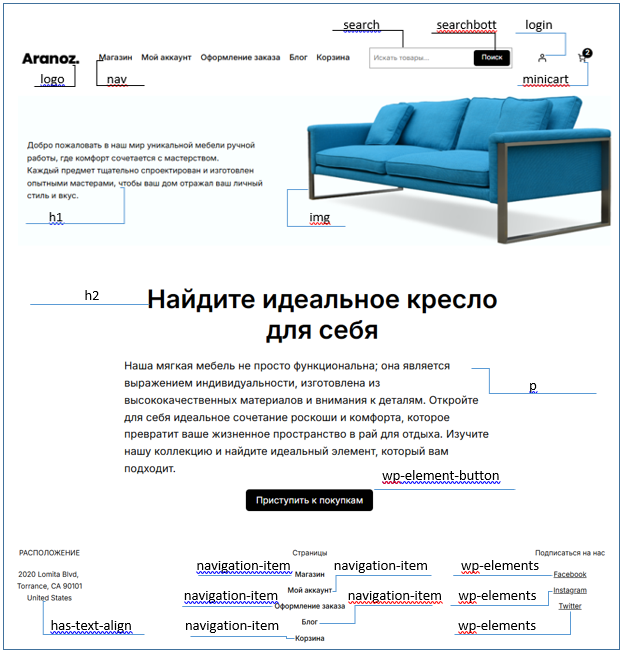 search
searchbott
login
Aranoz.
Магазин Мой аккаунт Оформление заказа Блог Корзина
Искать товары...
Поиск
2
logo
nav
minicart
Добро пожаловать в наш мир уникальной мебели ручной
работы, где комфорт сочетается с мастерством.
Каждый предмет тщательно спроектирован и изготовлен
опытными мастерами, чтобы ваш дом отражал ваш личный
стиль и вкус.
h1
img
h2
Найдите идеальное кресло
для себя
Наша мягкая мебель не просто функциональна; она является
выражением индивидуальности, изготовлена из
высококачественных материалов и внимания к деталям. Откройте
для себя идеальное сочетание роскоши и комфорта, которое
превратит ваше жизненное пространство в рай для отдыха. Изучите
нашу коллекцию и найдите идеальный элемент, который вам
подходит.
p
wp-element-button
Приступить к покупкам
РАСПОЛОЖЕНИЕ
2020 Lomita Blvd,
Torrance, CA 90101
United States
has-text-align
Страницы
navigation-item
navigation-item
Магазин
Мой аккаунт
navigation-item
navigation-item
Оформление заказа
Блог
navigation-item
Корзина
Подписаться на нас
wp-elements
Facebook
Instagram
wp-elements
Twitter
wp-elements